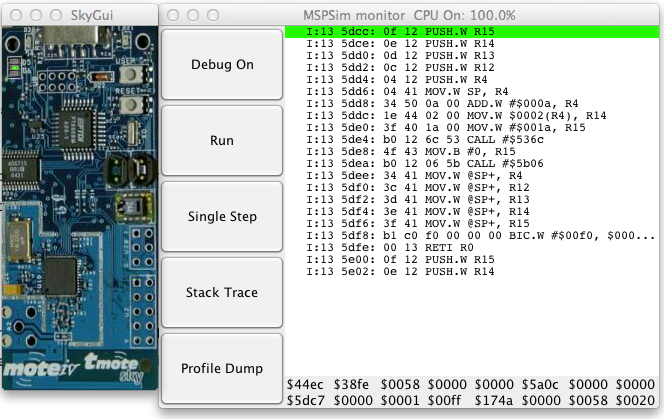 SkyGui
MSPSim monitor CPU On: 100.0%
Debug On
Run
Single Step
Stack Trace
Profile Dump
I:13 5dcc: 0f 12 PUSH.W R15
I:13 5dce: 0e 12 PUSH.W R14
I:13 5dd0: 0d 12 PUSH.W R13
I:13 5dd2: 0c 12 PUSH.W R12
I:13 5dd4: 04 12 PUSH.W R4
I:13 5dd6: 04 41 MOV.W SP, R4
I:13 5dd8: 34 50 0a 00 ADD.W #$000a, R4
I:13 5ddc: 1e 44 02 00 MOV.W $0002(R4), R14
I:13 5de0: 3f 40 1a 00 MOV.W #$001a, R15
I:13 5de4: b0 12 6c 53 CALL #$536c
I:13 5de8: 4f 43 MOV.B #0, R15
I:13 5dea: b0 12 06 5b CALL #$5b06
I:13 5dee: 34 41 MOV.W @SP+, R4
I:13 5df0: 3c 41 MOV.W @SP+, R12
I:13 5df2: 3d 41 MOV.W @SP+, R13
I:13 5df4: 3e 41 MOV.W @SP+, R14
I:13 5df6: 3f 41 MOV.W @SP+, R15
I:13 5df8: b1 c0 f0 00 00 00 BIC.W #$00f0, $000...
I:13 5dfe: 00 13 RETI R0
I:13 5e00: 0f 12 PUSH.W R15
I:13 5e02: 0e 12 PUSH.W R14
$44ec $38fe $0058 $0000 $0000 $5a0c $0000 $0000
$5dc7 $0000 $0001 $00ff $174a $0000 $0058 $0020
USER
RESET
moteiv tmote
sky